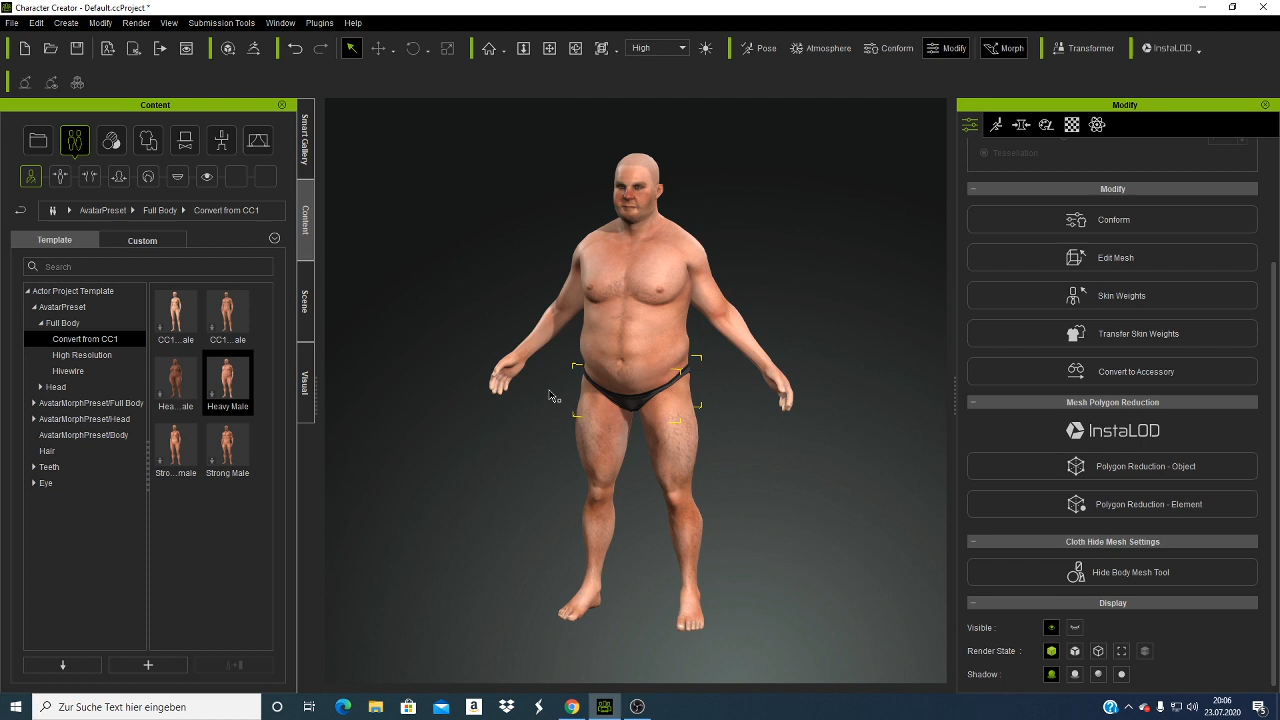 Character Creator - Default.ccProject *
File Edit Create Modify Render View Submission Tools Window Plugins Help
High Pose Atmosphere Conform Modify Morph Transformer InstaLOD
Content
Smart Gallery
Content
Scene
Visual
AvatarPreset Full Body Convert from CC1
Template Custom
Search
Actor Project Template
AvatarPreset
Full Body
Convert from CC1
High Resolution
Hivewire
Head
AvatarMorphPreset/Full Body
AvatarMorphPreset/Head
AvatarMorphPreset/Body
Hair
Teeth
Eye
CC1...ale CC1...ale
Hea...ale Heavy Male
Stro...male Strong Male
Modify
Tessellation
Modify
Conform
Edit Mesh
Skin Weights
Transfer Skin Weights
Convert to Accessory
Mesh Polygon Reduction
InstaLOD
Polygon Reduction - Object
Polygon Reduction - Element
Cloth Hide Mesh Settings
Hide Body Mesh Tool
Display
Visible :
Render State :
Shadow :
Zur Suche Text hier eingeben
20:06
23.07.2020